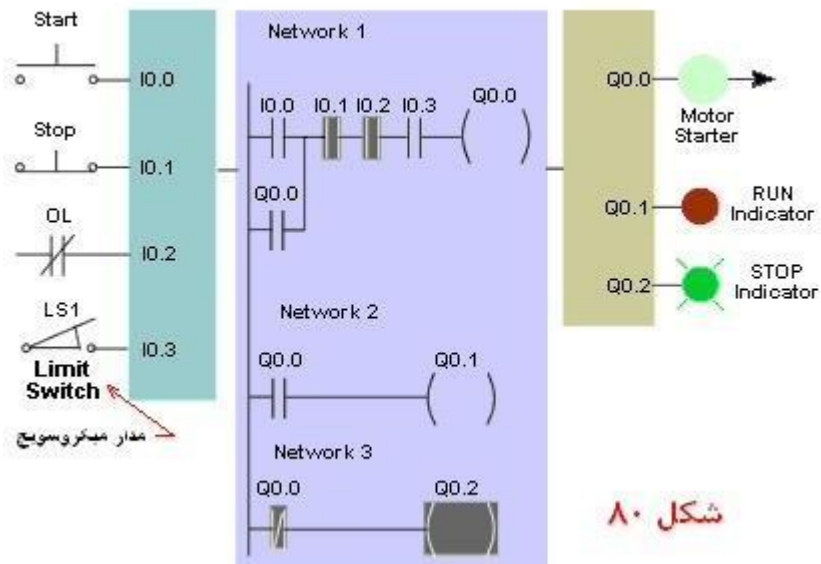 Start
I0.0
Stop
I0.1
OL
I0.2
LS1
I0.3
Limit
Switch
مدار میکروسویچ
Network 1
I0.0 I0.1 I0.2 I0.3 Q0.0
Q0.0
Network 2
Q0.0 Q0.1
Network 3
Q0.0 Q0.2
Q0.0
Motor
Starter
Q0.1
RUN
Indicator
Q0.2
STOP
Indicator
شکل ۸۰